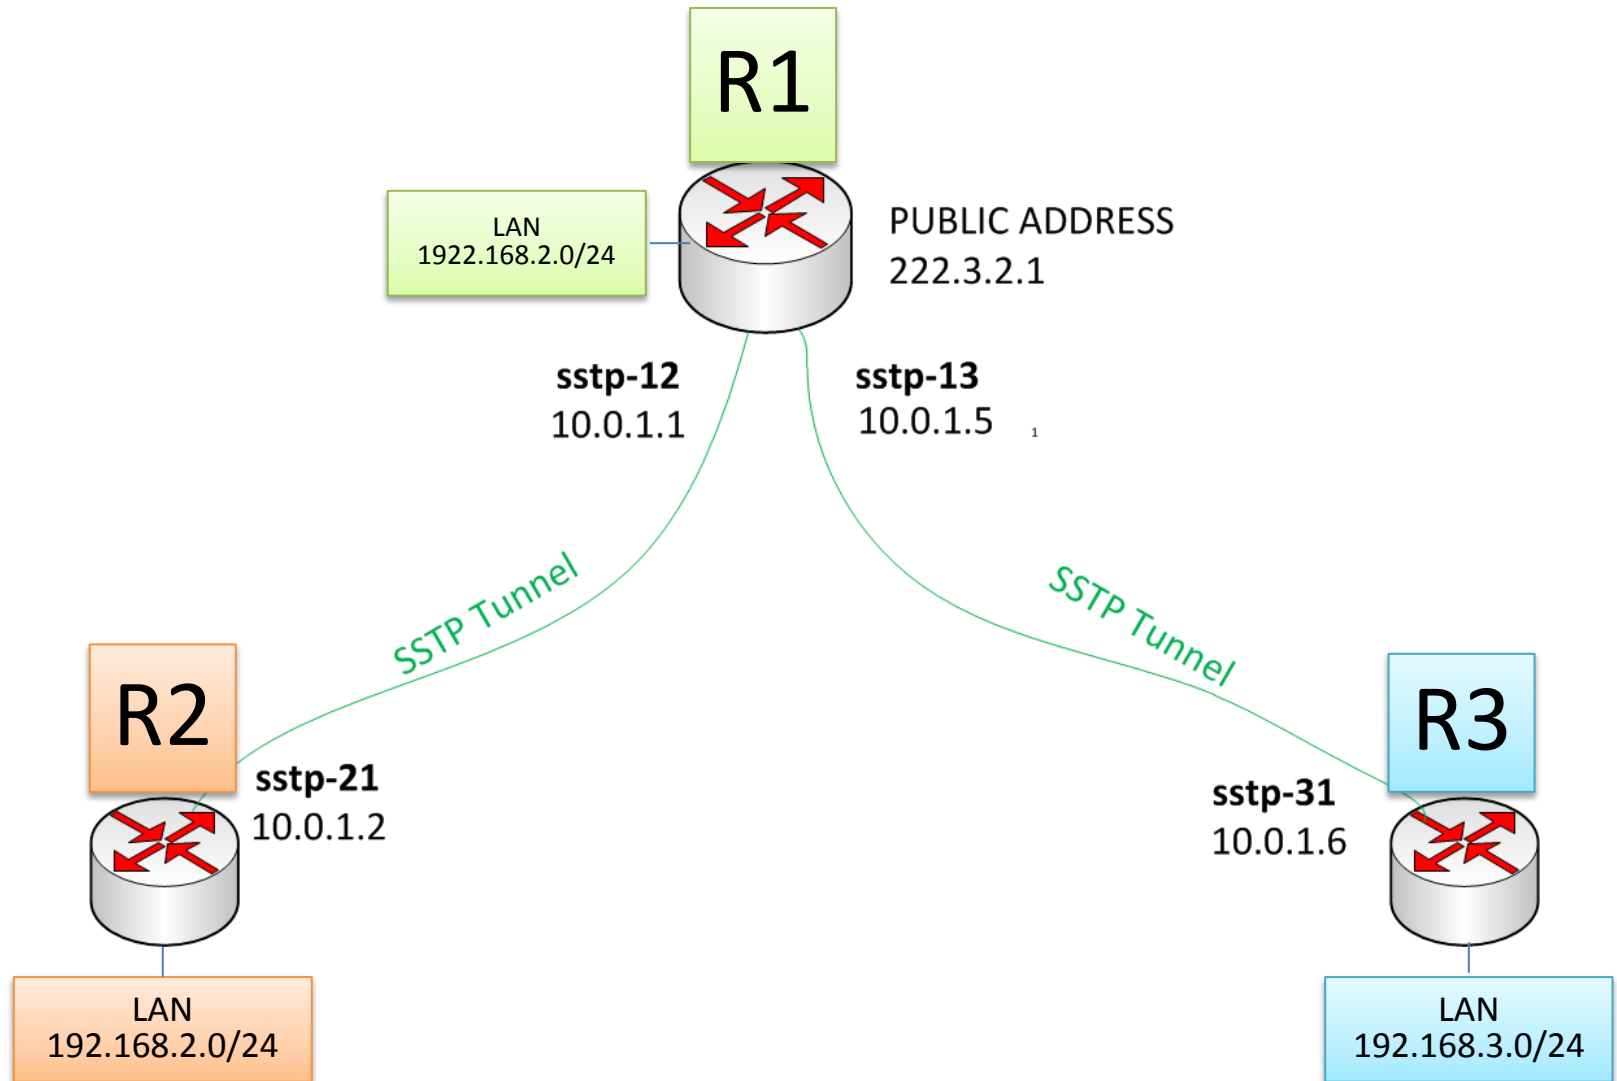 R1
LAN
1922.168.2.0/24
PUBLIC ADDRESS
222.3.2.1
sstp-12
10.0.1.1
sstp-13
10.0.1.5
1
SSTP Tunnel
SSTP Tunnel
R2
sstp-21
10.0.1.2
LAN
192.168.2.0/24
R3
sstp-31
10.0.1.6
LAN
192.168.3.0/24